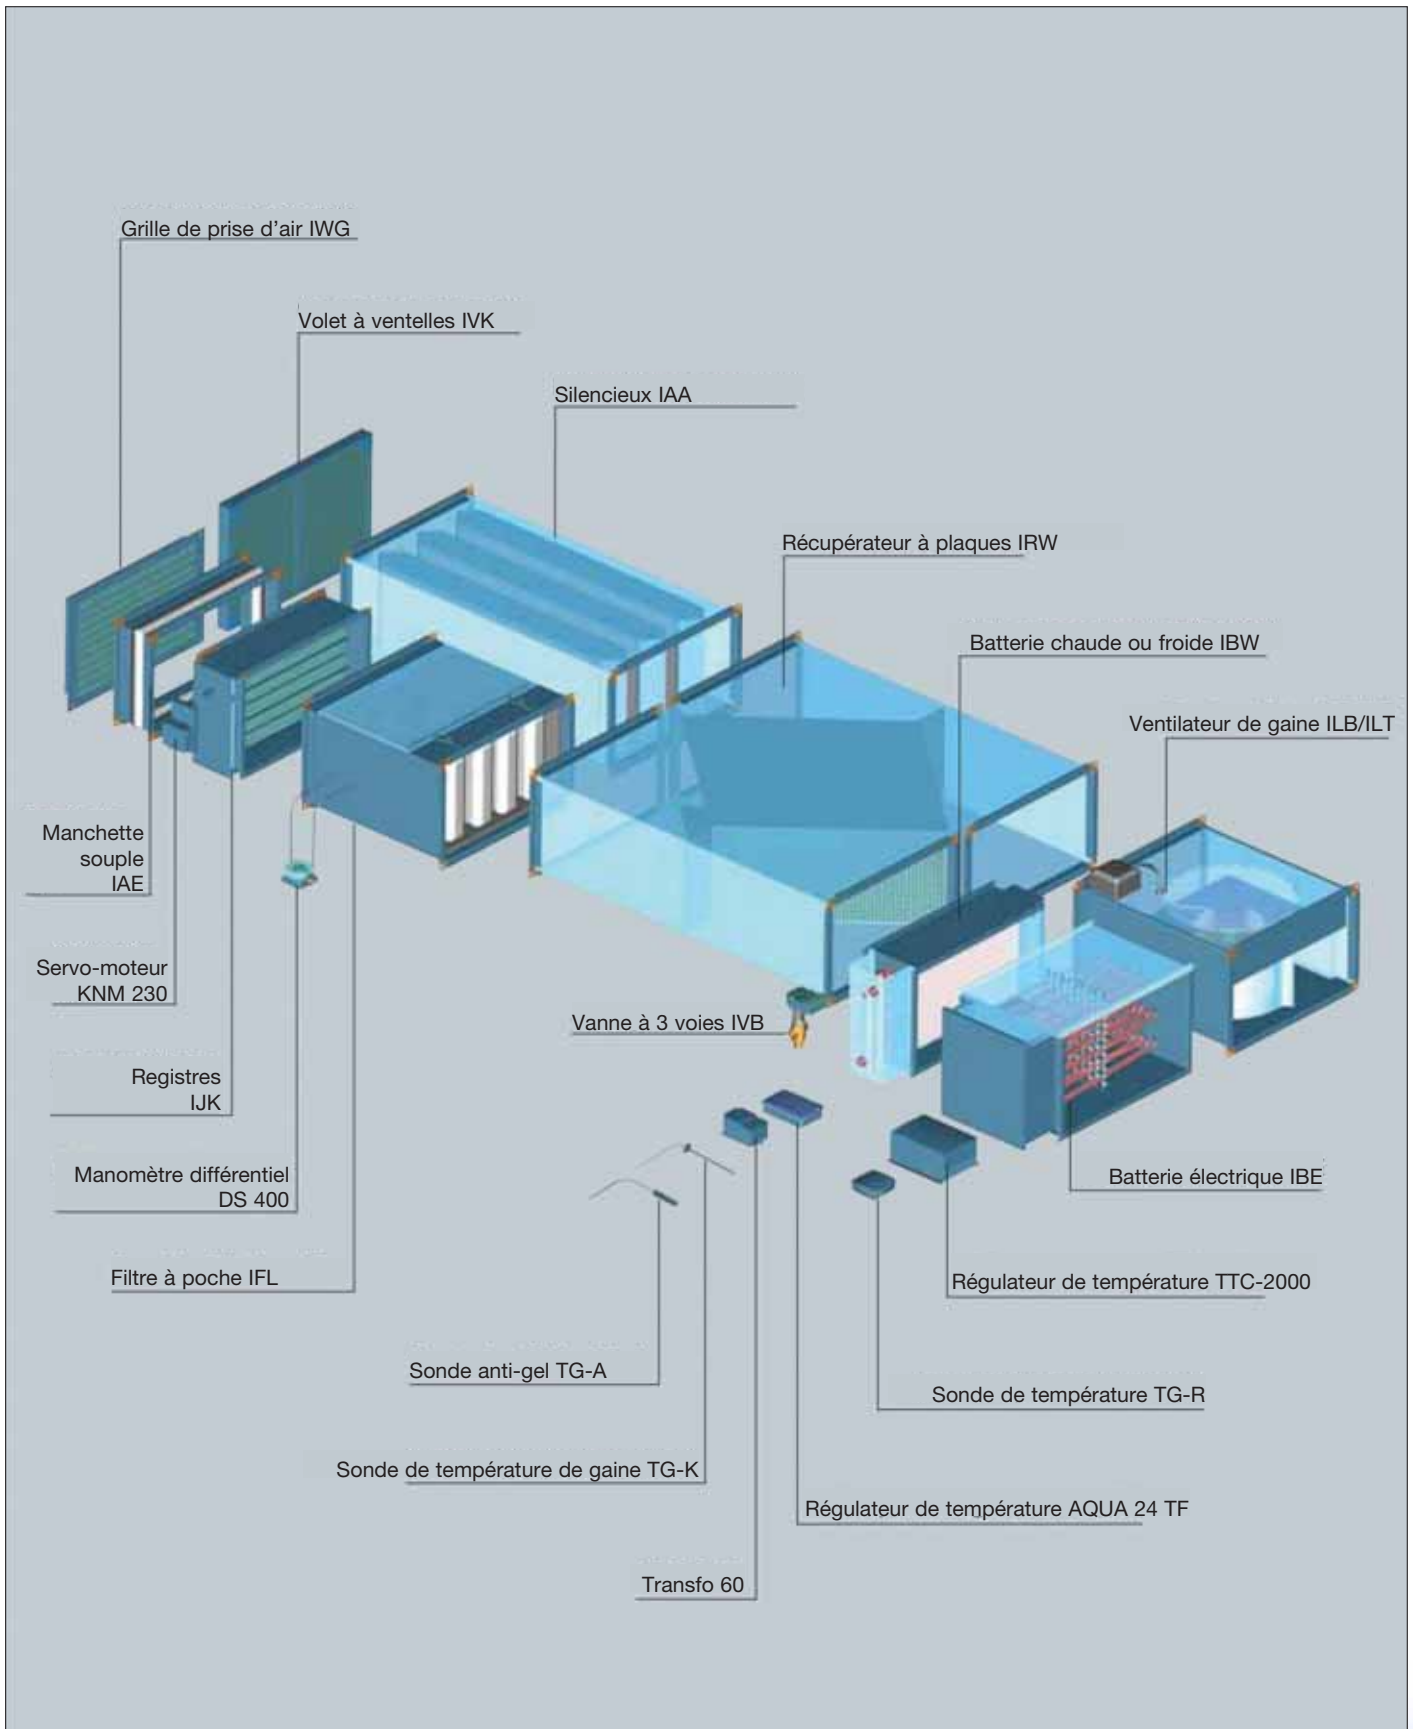 Grille de prise d’air IWG
Volet à ventelles IVK
Silencieux IAA
Récupérateur à plaques IRW
Batterie chaude ou froide IBW
Ventilateur de gaine ILB/ILT
Manchette
souple
IAE
Servo-moteur
KNM 230
Vanne à 3 voies IVB
Registres
IJK
Manomètre différentiel
DS 400
Batterie électrique IBE
Filtre à poche IFL
Régulateur de température TTC-2000
Sonde anti-gel TG-A
Sonde de température TG-R
Sonde de température de gaine TG-K
Régulateur de température AQUA 24 TF
Transfo 60